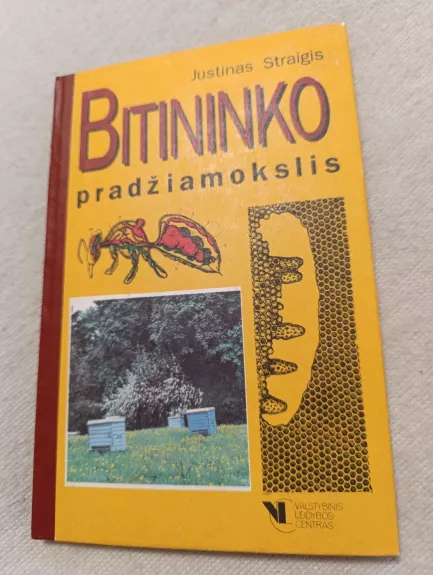 Justinas Straigis
BITININKO
pradžiamokslis
VALSTYBINIS
LEIDYBOS
CENTRAS